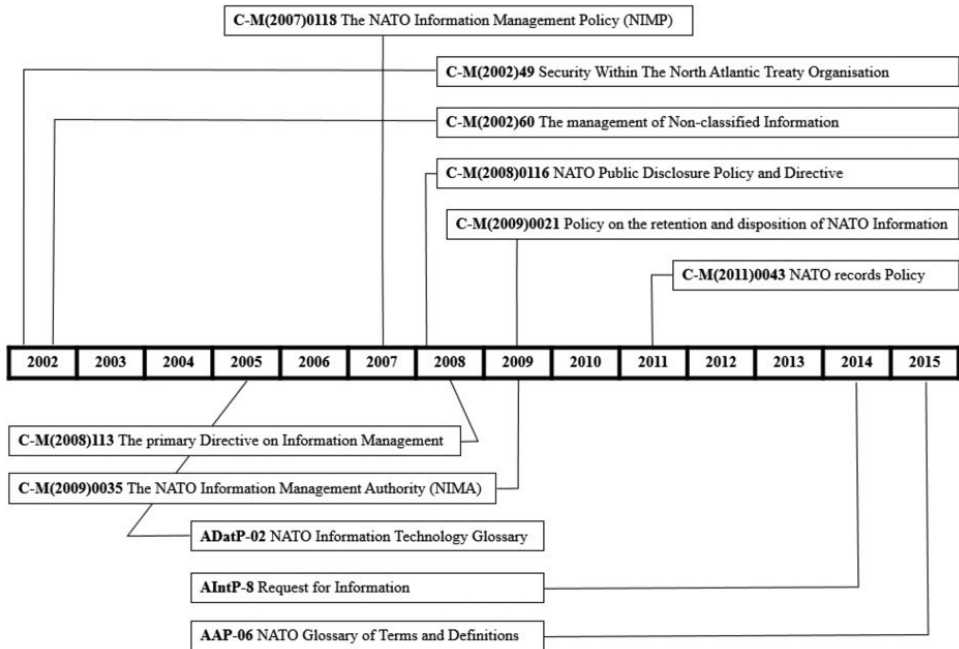 C-M(2007)0118 The NATO Information Management Policy (NIMP)
C-M(2002)49 Security Within The North Atlantic Treaty Organisation
C-M(2002)60 The management of Non-classified Information
C-M(2008)0116 NATO Public Disclosure Policy and Directive
C-M(2009)0021 Policy on the retention and disposition of NATO Information
C-M(2011)0043 NATO records Policy
2002 2003 2004 2005 2006 2007 2008 2009 2010 2011 2012 2013 2014 2015
C-M(2008)113 The primary Directive on Information Management
C-M(2009)0035 The NATO Information Management Authority (NIMA)
ADatP-02 NATO Information Technology Glossary
AIntP-8 Request for Information
AAP-06 NATO Glossary of Terms and Definitions